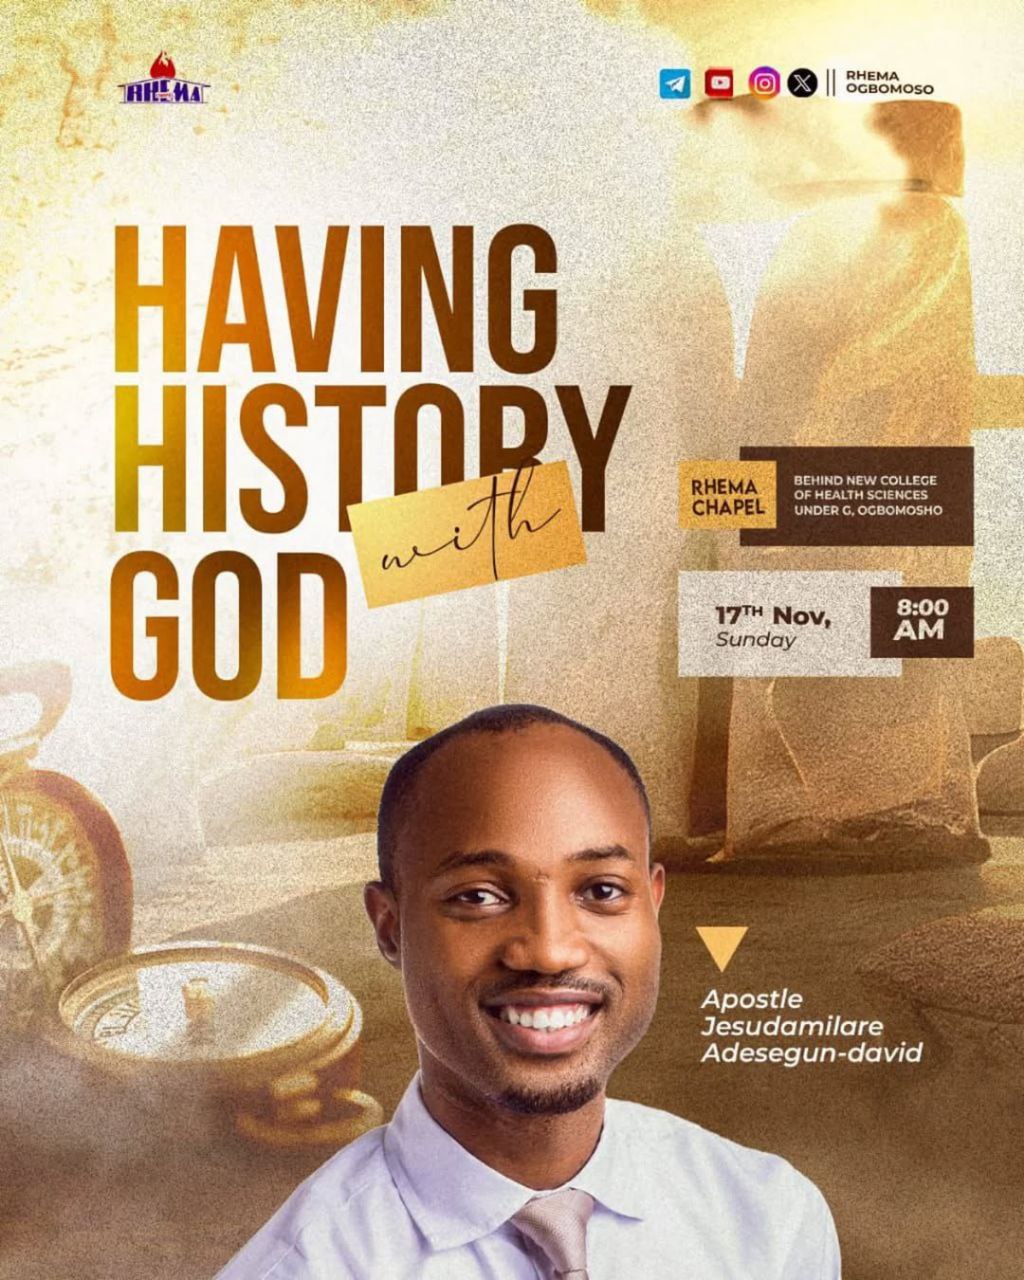 RHEMA
RHEMA
OGBOMOSO
HAVING
HISTORY
with
GOD
RHEMA
CHAPEL
BEHIND NEW COLLEGE
OF HEALTH SCIENCES
UNDER G, OGBOMOSHO
17TH Nov,
Sunday
8:00
AM
Apostle
Jesudamilare
Adesegun-david